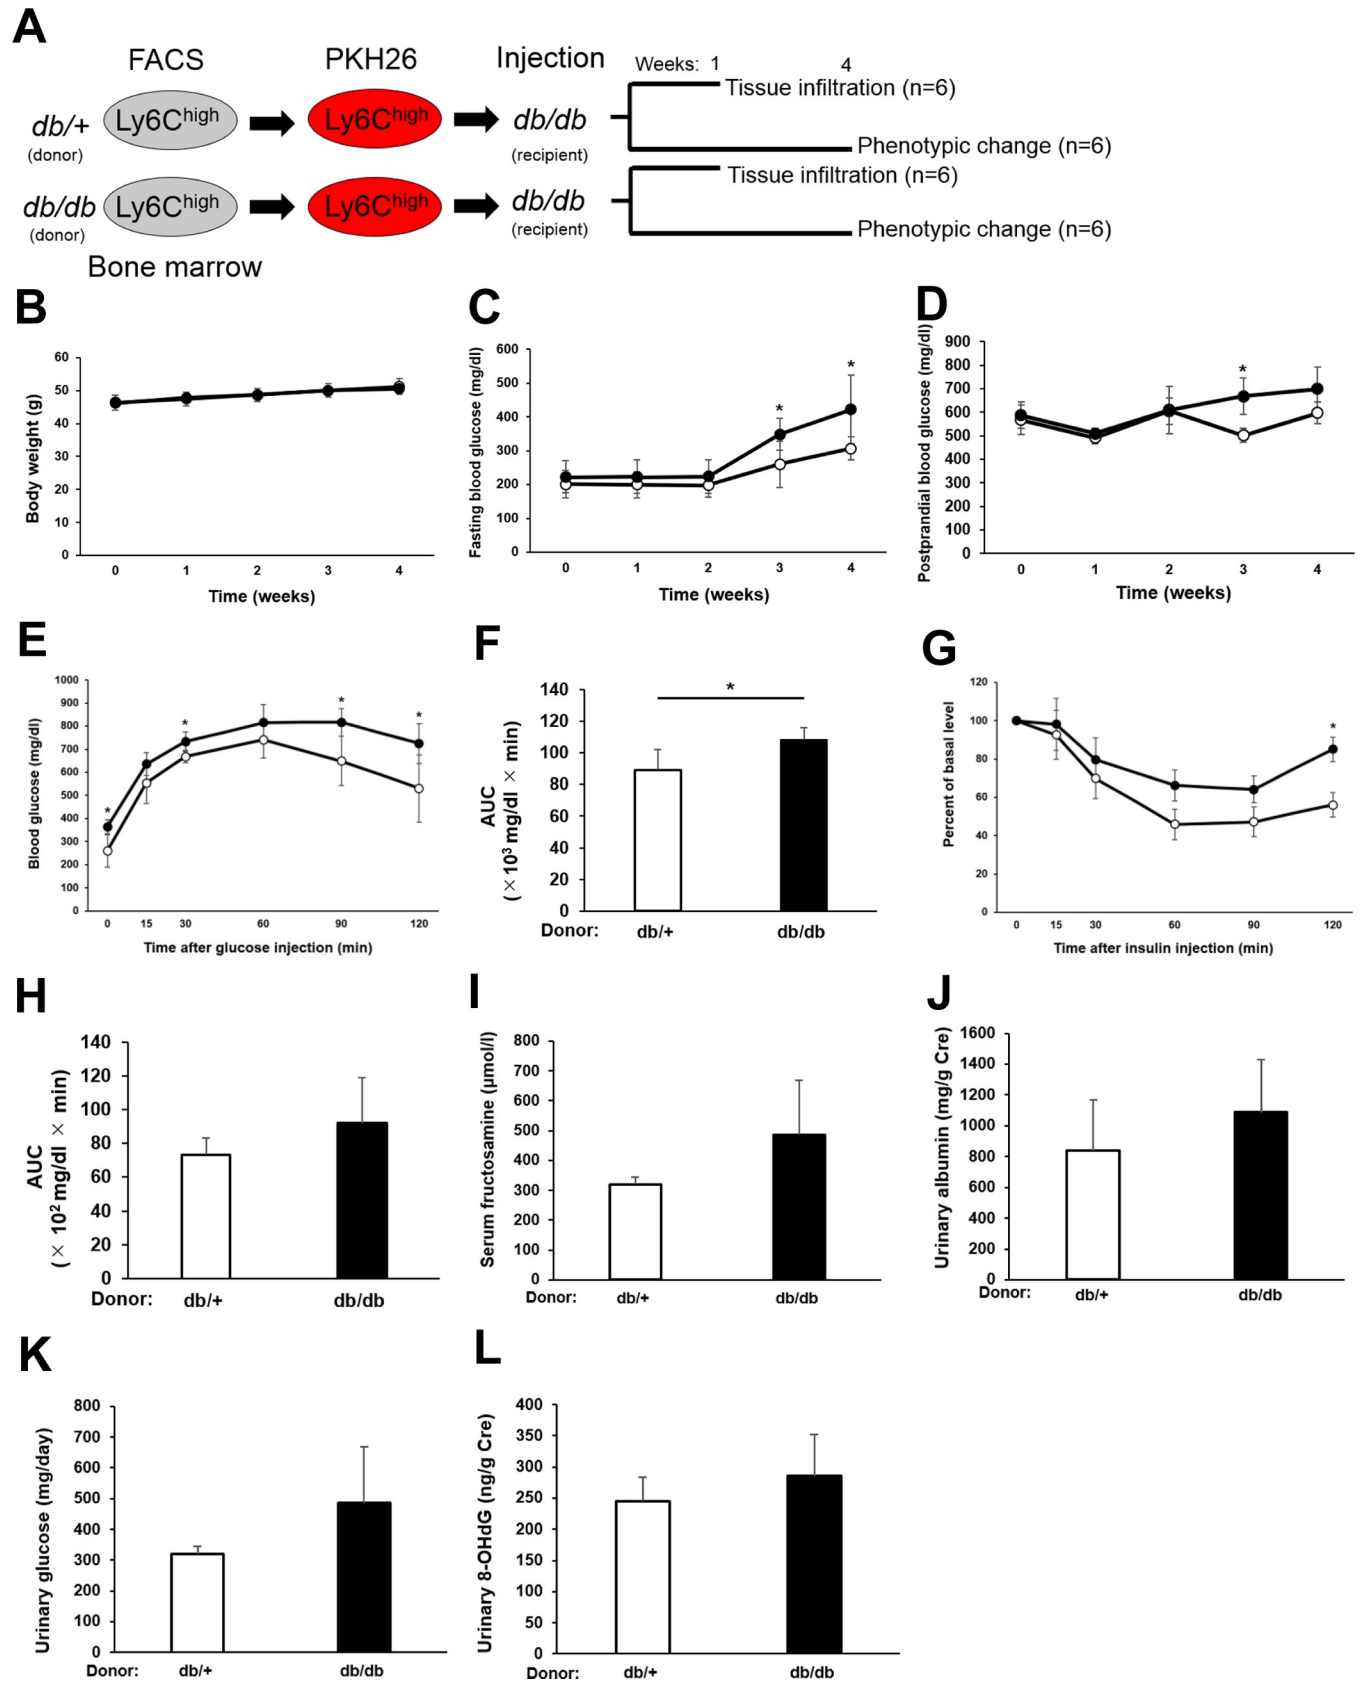 A
FACS PKH26 Injection Weeks: 1 4
db/+ Ly6Chigh Ly6Chigh db/db Tissue infiltration (n=6)
(donor) (recipient) Phenotypic change (n=6)
db/db Ly6Chigh Ly6Chigh db/db Tissue infiltration (n=6)
(donor) (recipient) Phenotypic change (n=6)
Bone marrow
B
Body weight (g)
60
50
40
30
20
10
0
0 1 2 3 4
Time (weeks)
C
Fasting blood glucose (mg/dl)
600
500
400
300
200
100
0
* *
0 1 2 3 4
Time (weeks)
D
Postprandial blood glucose (mg/dl)
900
800
700
600
500
400
300
200
100
0
*
0 1 2 3 4
Time (weeks)
E
Blood glucose (mg/dl)
1000
900
800
700
600
500
400
300
200
100
0
* * * *
0 15 30 60 90 120
Time after glucose injection (min)
F
AUC
(×10³ mg/dl × min)
140
120
100
80
60
40
20
0
*
Donor: db/+ db/db
G
Percent of basal level
120
100
80
60
40
20
0
*
0 15 30 60 90 120
Time after insulin injection (min)
H
AUC
(× 10² mg/dl × min)
140
120
100
80
60
40
20
0
Donor: db/+ db/db
I
Serum fructosamine (μmol/l)
800
700
600
500
400
300
200
100
0
Donor: db/+ db/db
J
Urinary albumin (mg/g Cre)
1600
1400
1200
1000
800
600
400
200
0
Donor: db/+ db/db
K
Urinary glucose (mg/day)
800
700
600
500
400
300
200
100
0
Donor: db/+ db/db
L
Urinary 8-OHdG (ng/g Cre)
400
350
300
250
200
150
100
50
0
Donor: db/+ db/db